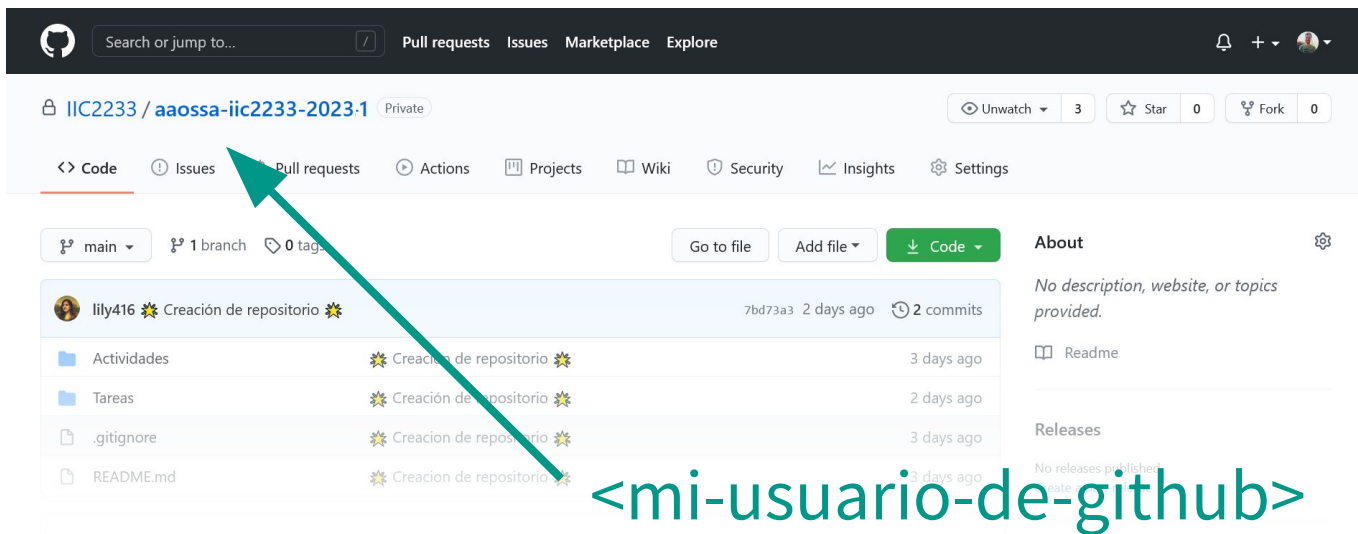 Search or jump to... / Pull requests Issues Marketplace Explore
IIC2233 / aaossa-iic2233-2023-1 Private Unwatch 3 Star 0 Fork 0
<> Code Issues Pull requests Actions Projects Wiki Security Insights Settings
main 1 branch 0 tags Go to file Add file Code About
No description, website, or topics
provided.
lily416 Creación de repositorio 7bd73a3 2 days ago 2 commits
Readme
Actividades Creación de repositorio 3 days ago
Tareas Creación de repositorio 2 days ago
Releases
.gitignore Creacion de repositorio 3 days ago
No releases published
README.md Creacion de repositorio 3 days ago
<mi-usuario-de-github>